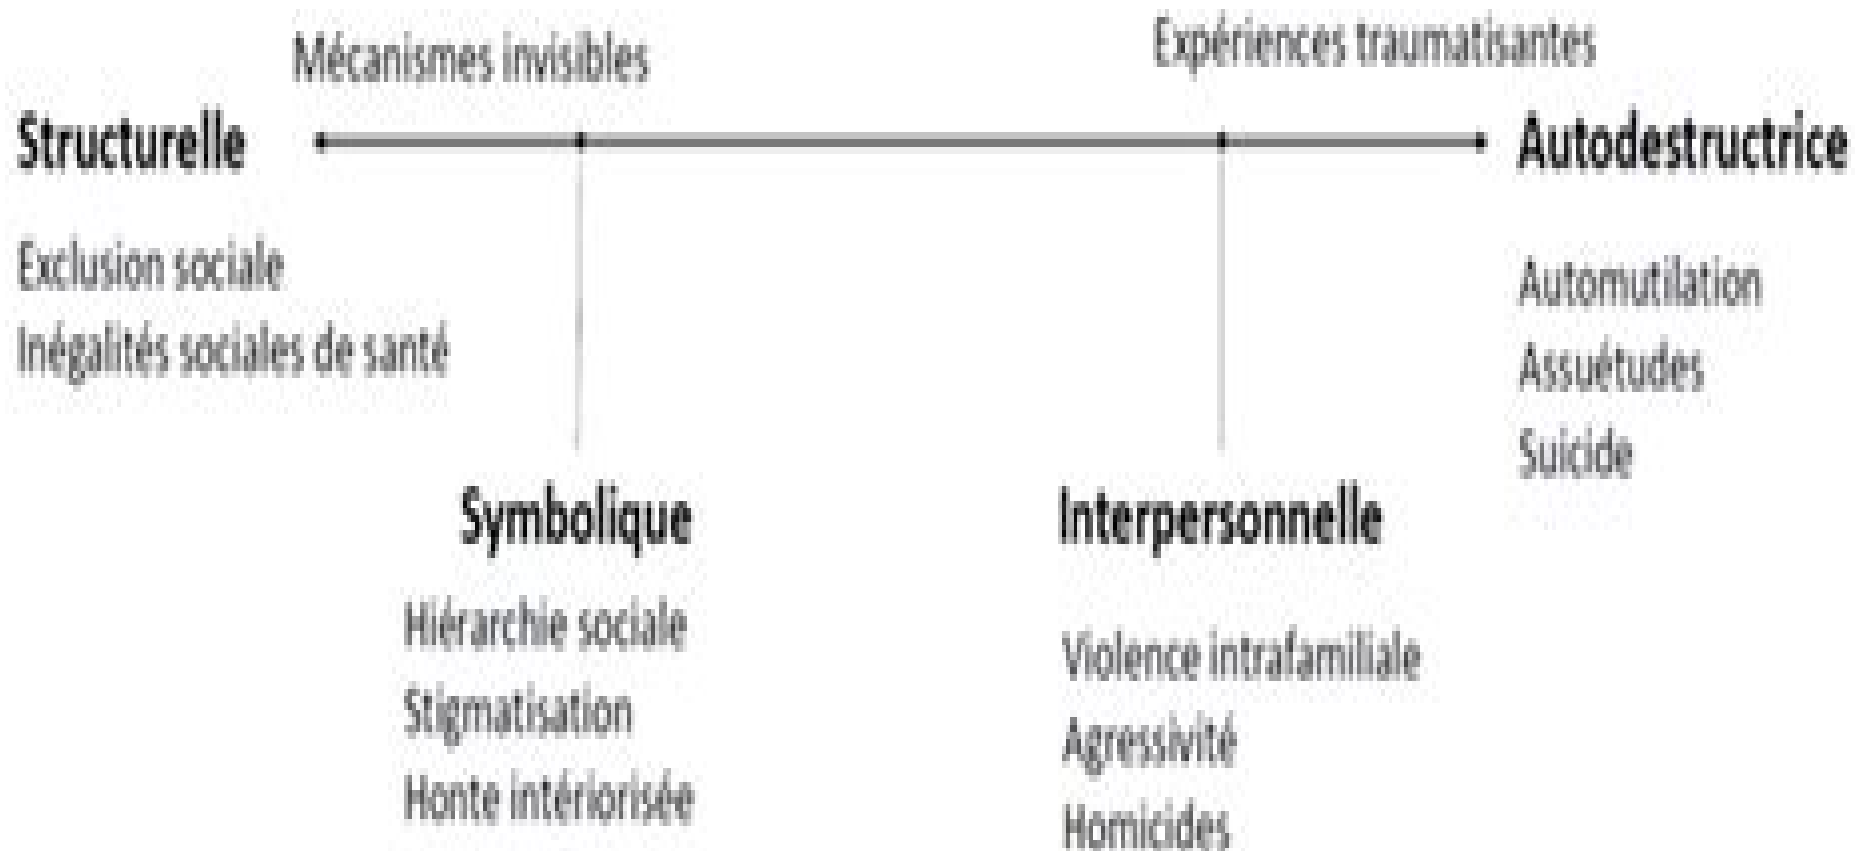 Mécanismes invisibles
Expériences traumatisantes
Structurelle
Autodestructrice
Exclusion sociale
Inégalités sociales de santé
Automutilation
Assuétudes
Suicide
Symbolique
Hiérarchie sociale
Stigmatisation
Honte intériorisée
Interpersonnelle
Violence intrafamiliale
Agressivité
Homicides